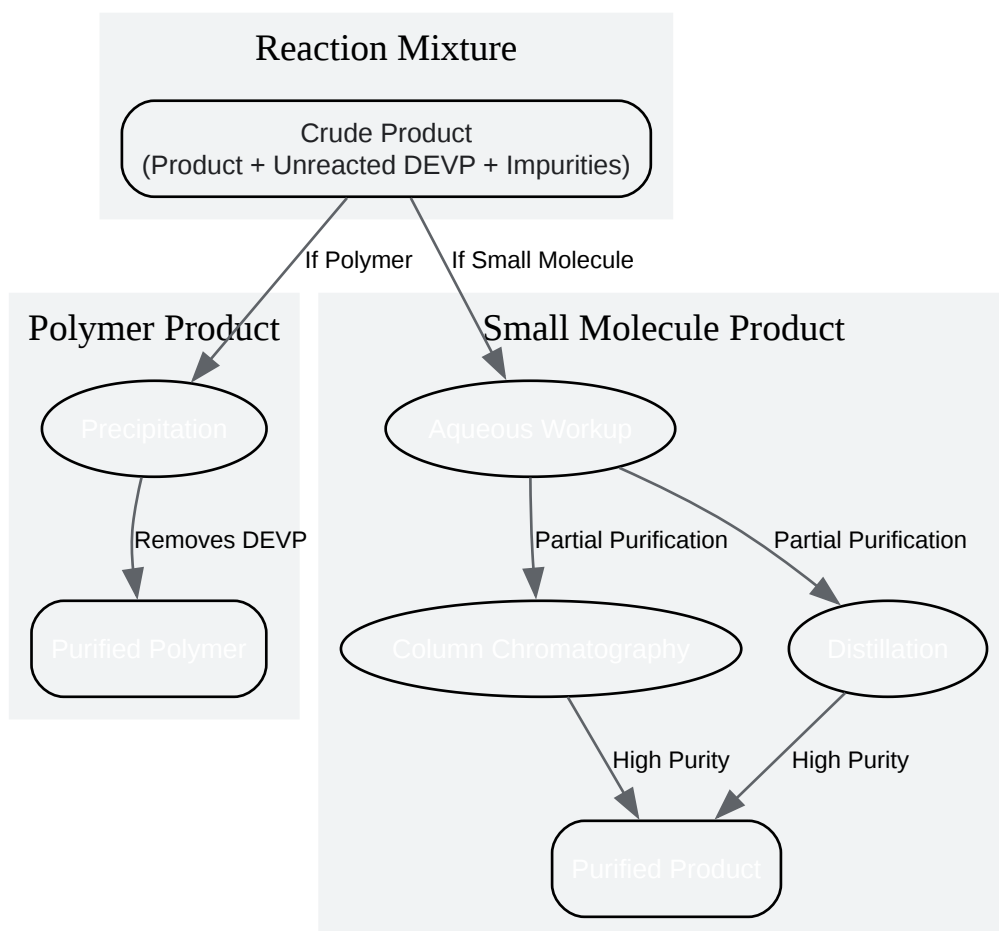 Reaction Mixture
Crude Product
(Product + Unreacted DEVP + Impurities)
If Polymer
If Small Molecule
Polymer Product
Small Molecule Product
Precipitation
Aqueous Workup
Removes DEVP
Partial Purification
Partial Purification
Purified Polymer
Column Chromatography
Distillation
High Purity
High Purity
Purified Product